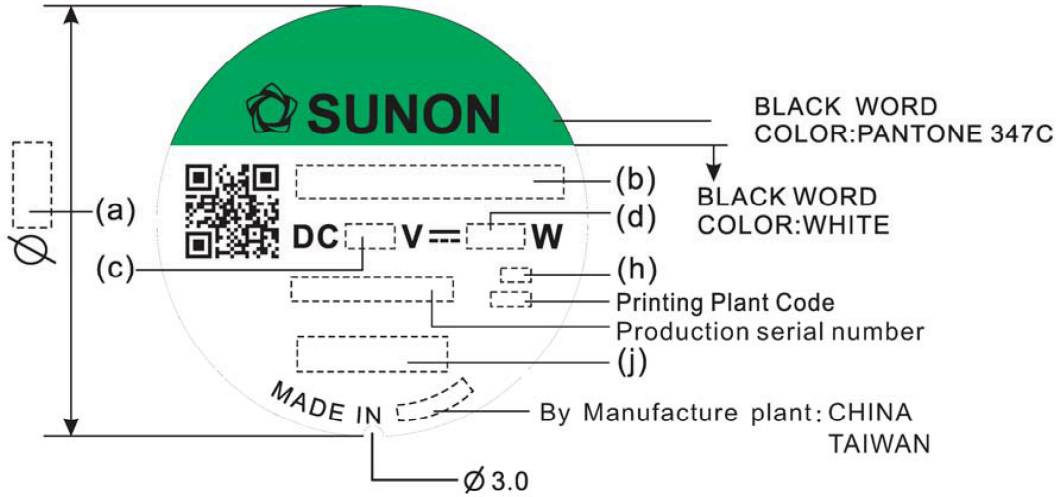 SUNON
BLACK WORD
COLOR:PANTONE 347C
(b)
BLACK WORD
COLOR:WHITE
(a)
Ø
DC V W
(d)
(c)
(h)
Printing Plant Code
Production serial number
(j)
MADE IN
By Manufacture plant: CHINA
TAIWAN
Ø 3.0